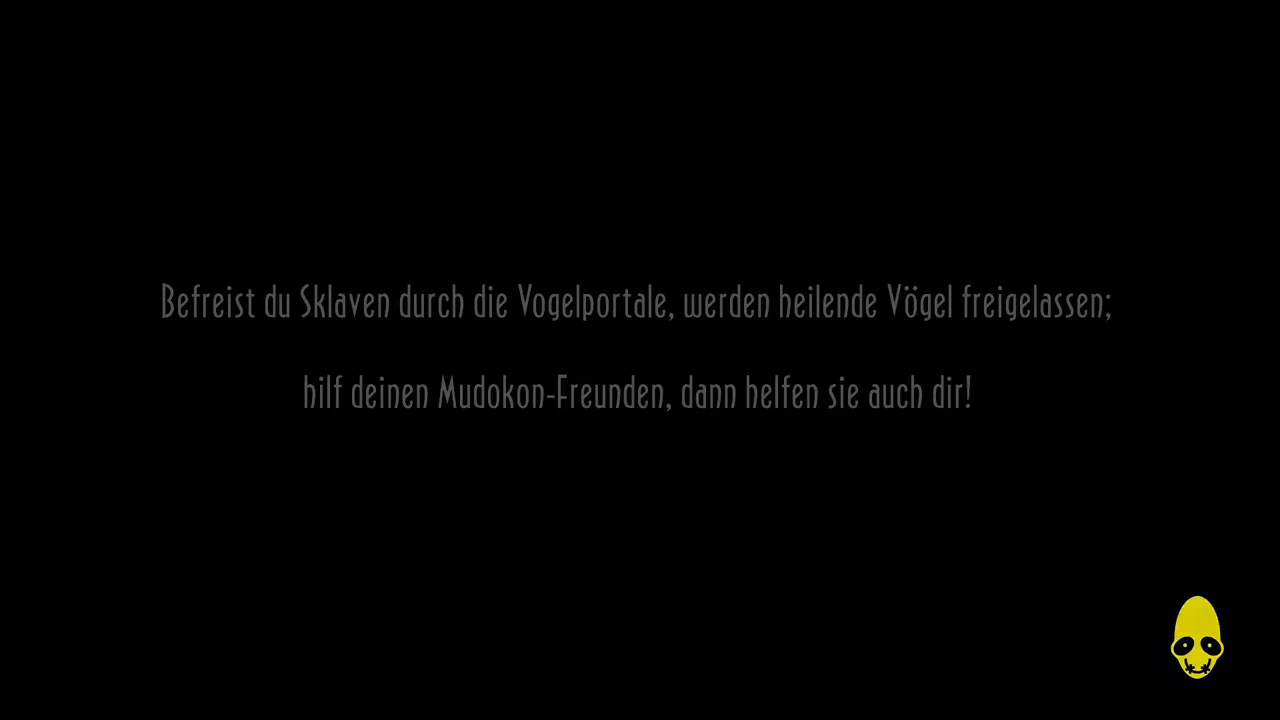 Befreist du Sklaven durch die Vogelportale, werden heilende Vögel freigelassen;
hilf deinen Mudokon-Freunden, dann helfen sie auch dir!